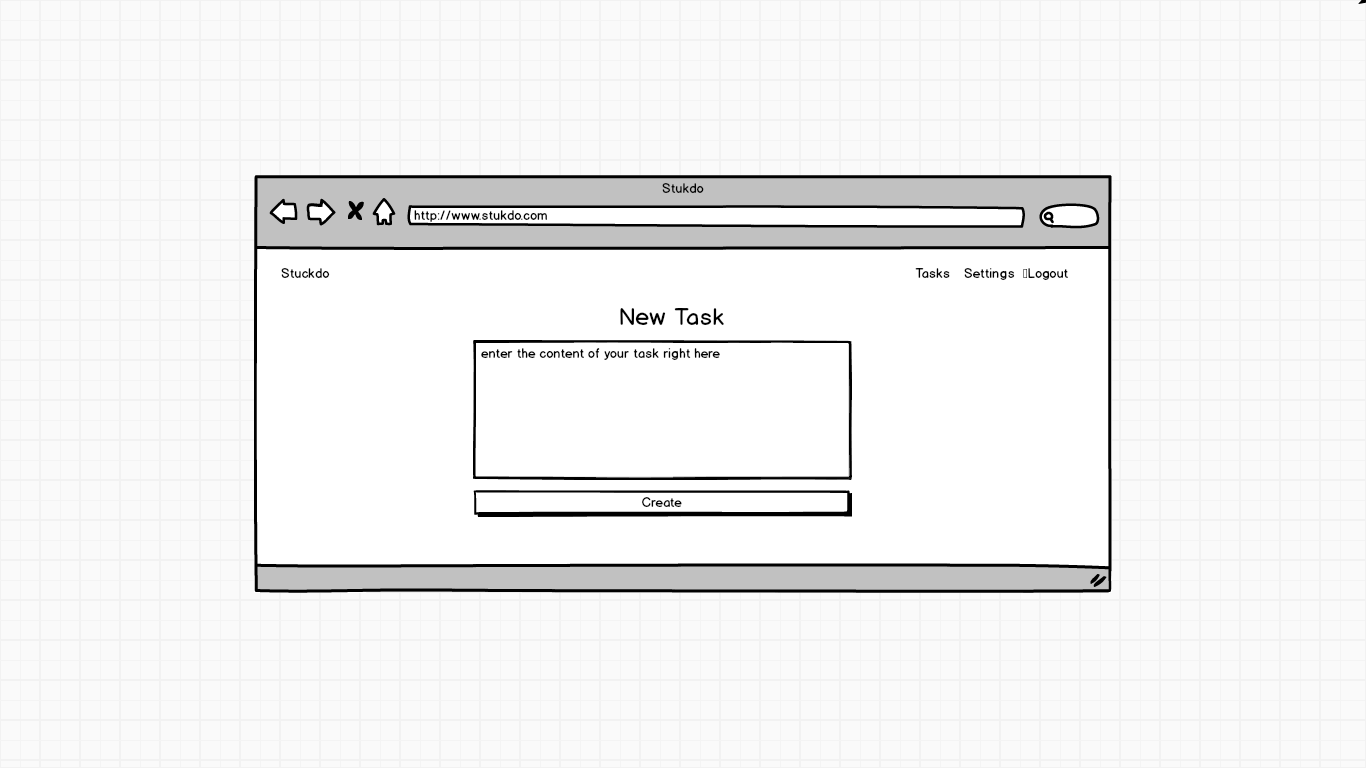 Stukdo
http://www.stukdo.com
Stuckdo
Tasks Settings Logout
New Task
enter the content of your task right here
Create